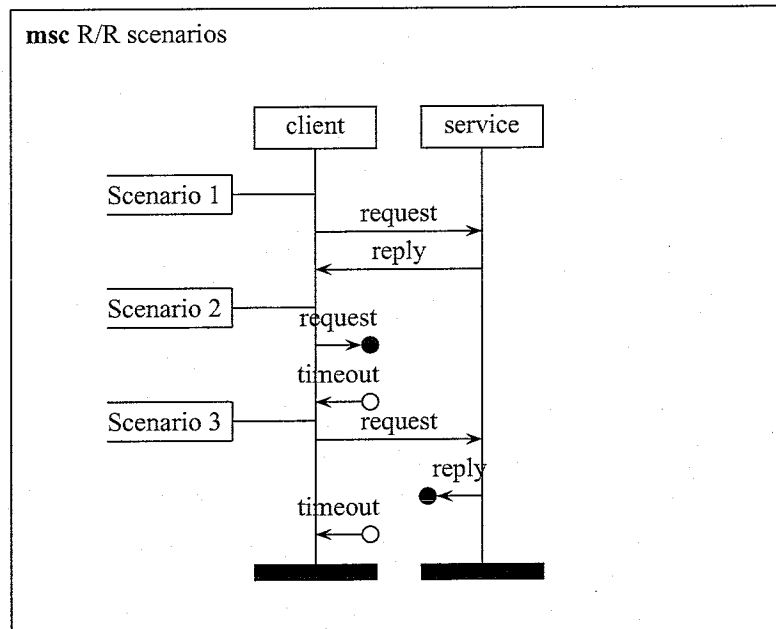 msc R/R scenarios
client
service
Scenario 1
request
reply
Scenario 2
request
timeout
Scenario 3
request
reply
timeout